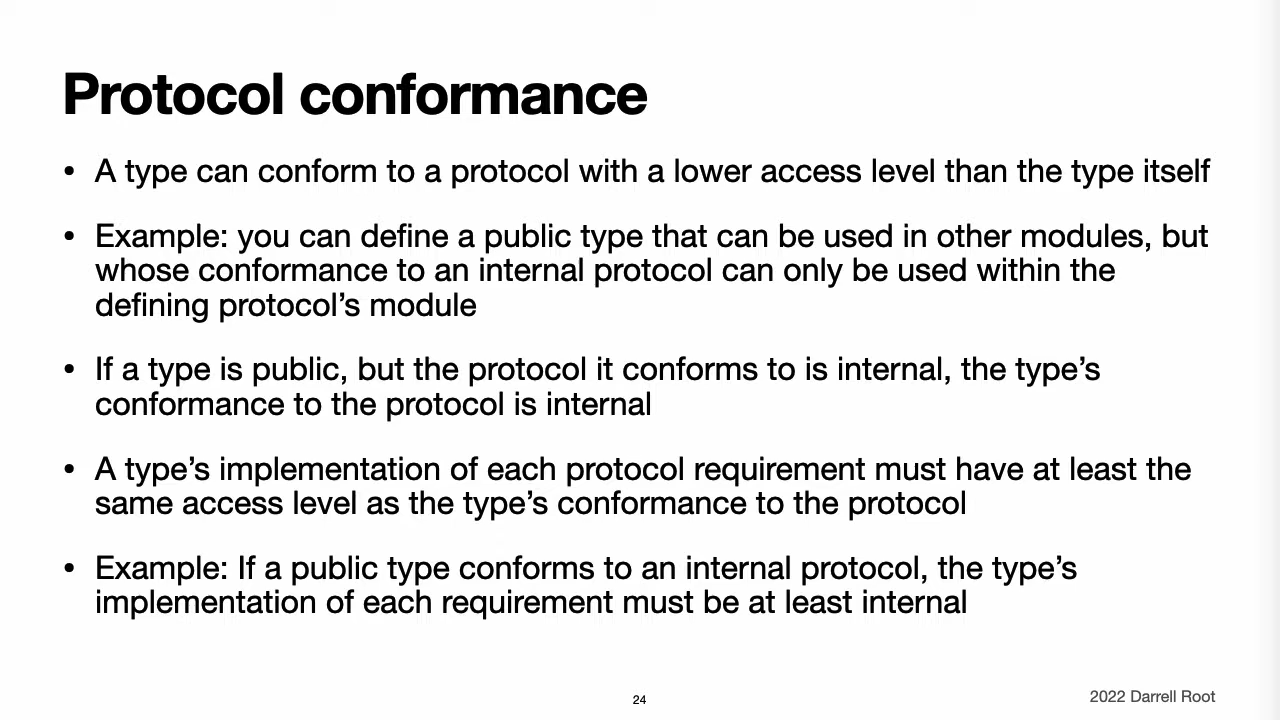 Protocol conformance
• A type can conform to a protocol with a lower access level than the type itself
• Example: you can define a public type that can be used in other modules, but
whose conformance to an internal protocol can only be used within the
defining protocol’s module
• If a type is public, but the protocol it conforms to is internal, the type’s
conformance to the protocol is internal
• A type’s implementation of each protocol requirement must have at least the
same access level as the type’s conformance to the protocol
• Example: If a public type conforms to an internal protocol, the type’s
implementation of each requirement must be at least internal
24
2022 Darrell Root